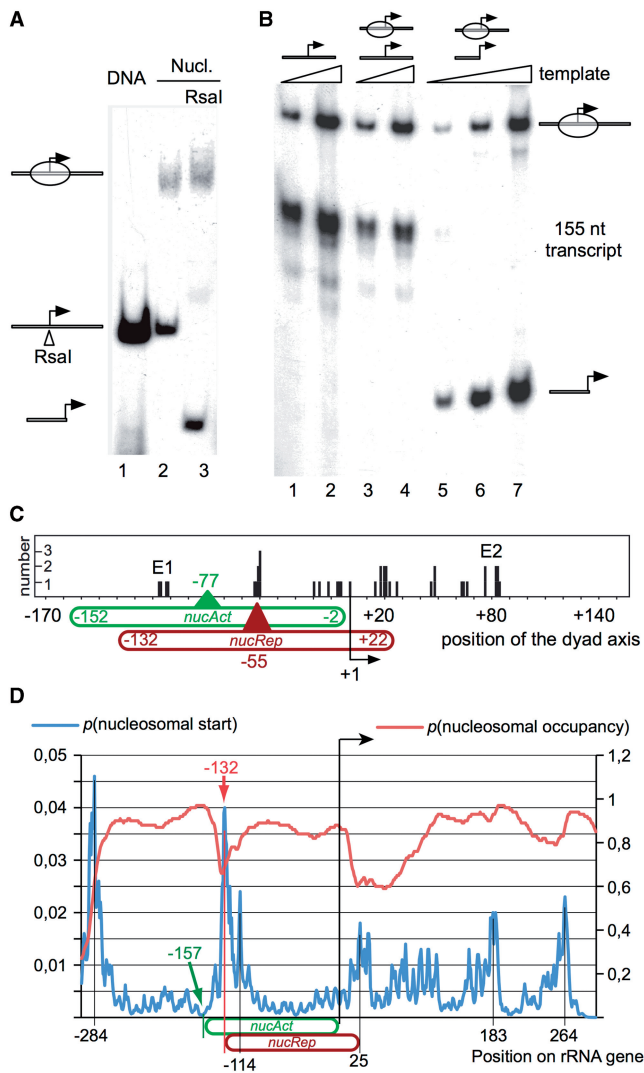 A
DNA
Nucl.
RsaI
RsaI
1
2
3
B
template
155 nt
transcript
1
2
3
4
5
6
7
C
number
3
2
1
E1
E2
-77
-170
-152
nucAct
-2
+20
+80
+140
-132
nucRep
+22
position of the dyad axis
-55
+1
D
p(nucleosomal start)
p(nucleosomal occupancy)
0,05
0,04
0,03
0,02
0,01
1,2
1
0,8
0,6
0,4
0,2
-132
-157
nucAct
nucRep
-284
-114
25
183
264
Position on rRNA gene